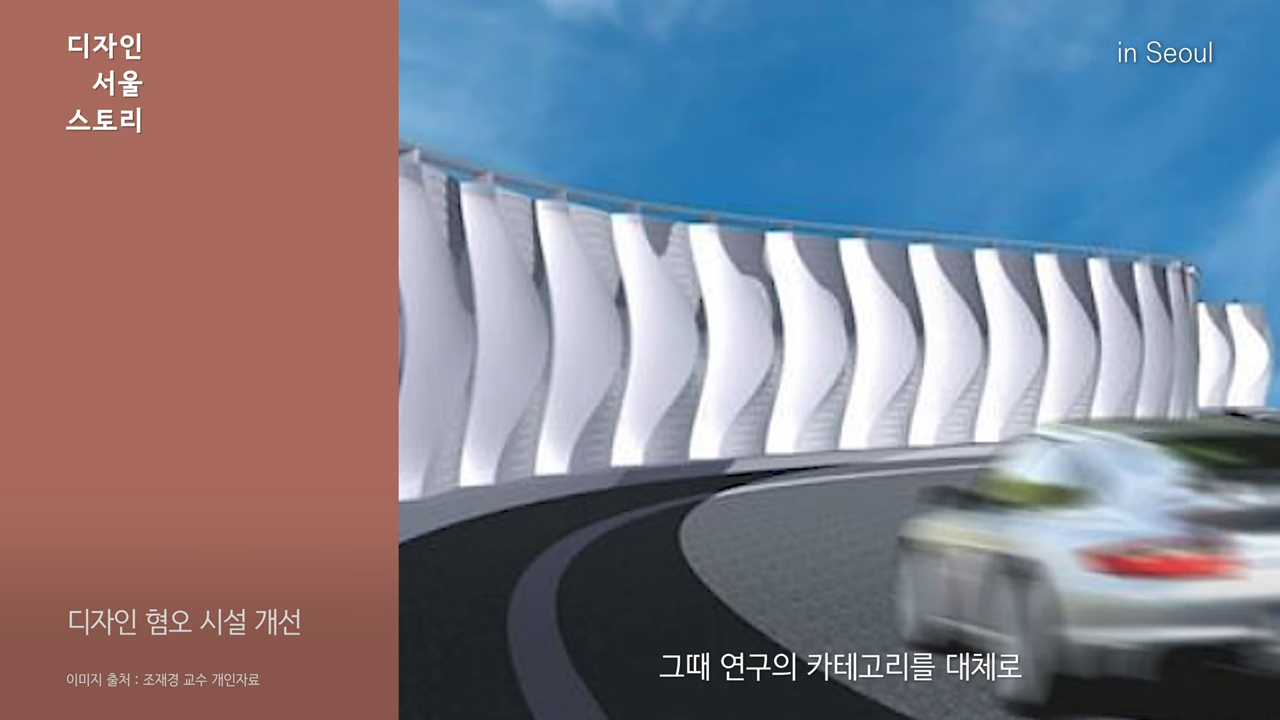 디자인
서울
스토리
in Seoul
디자인 혐오 시설 개선
이미지 출처 : 조재경 교수 개인자료
그때 연구의 카테고리를 대체로